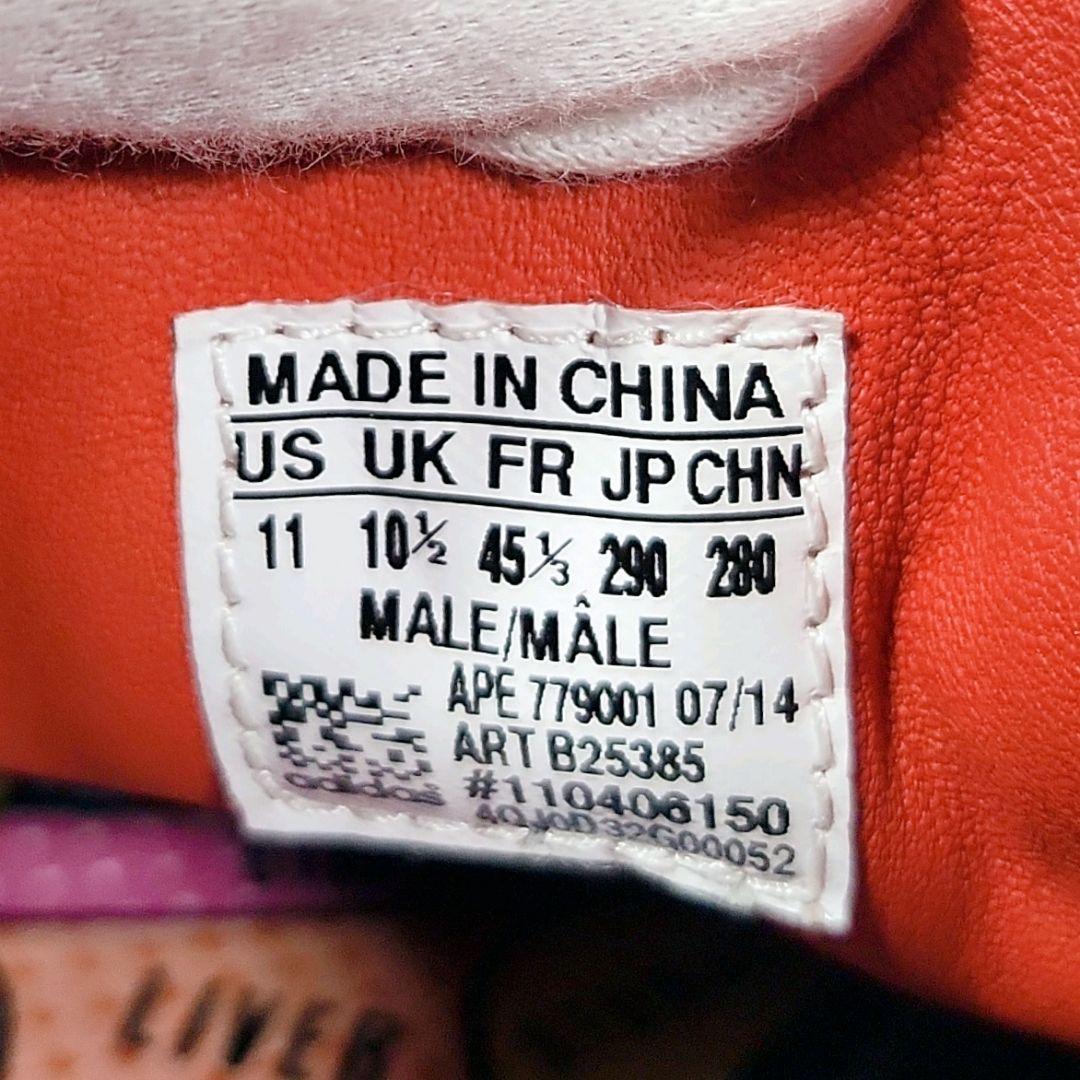 MADE IN CHINA
US UK FR JP CHN
11 10½ 45⅓ 290 280
MALE/MÂLE
APE 779001 07/14
ART B25385
adidas #110406150
4QJ0D32G00052
LIVER